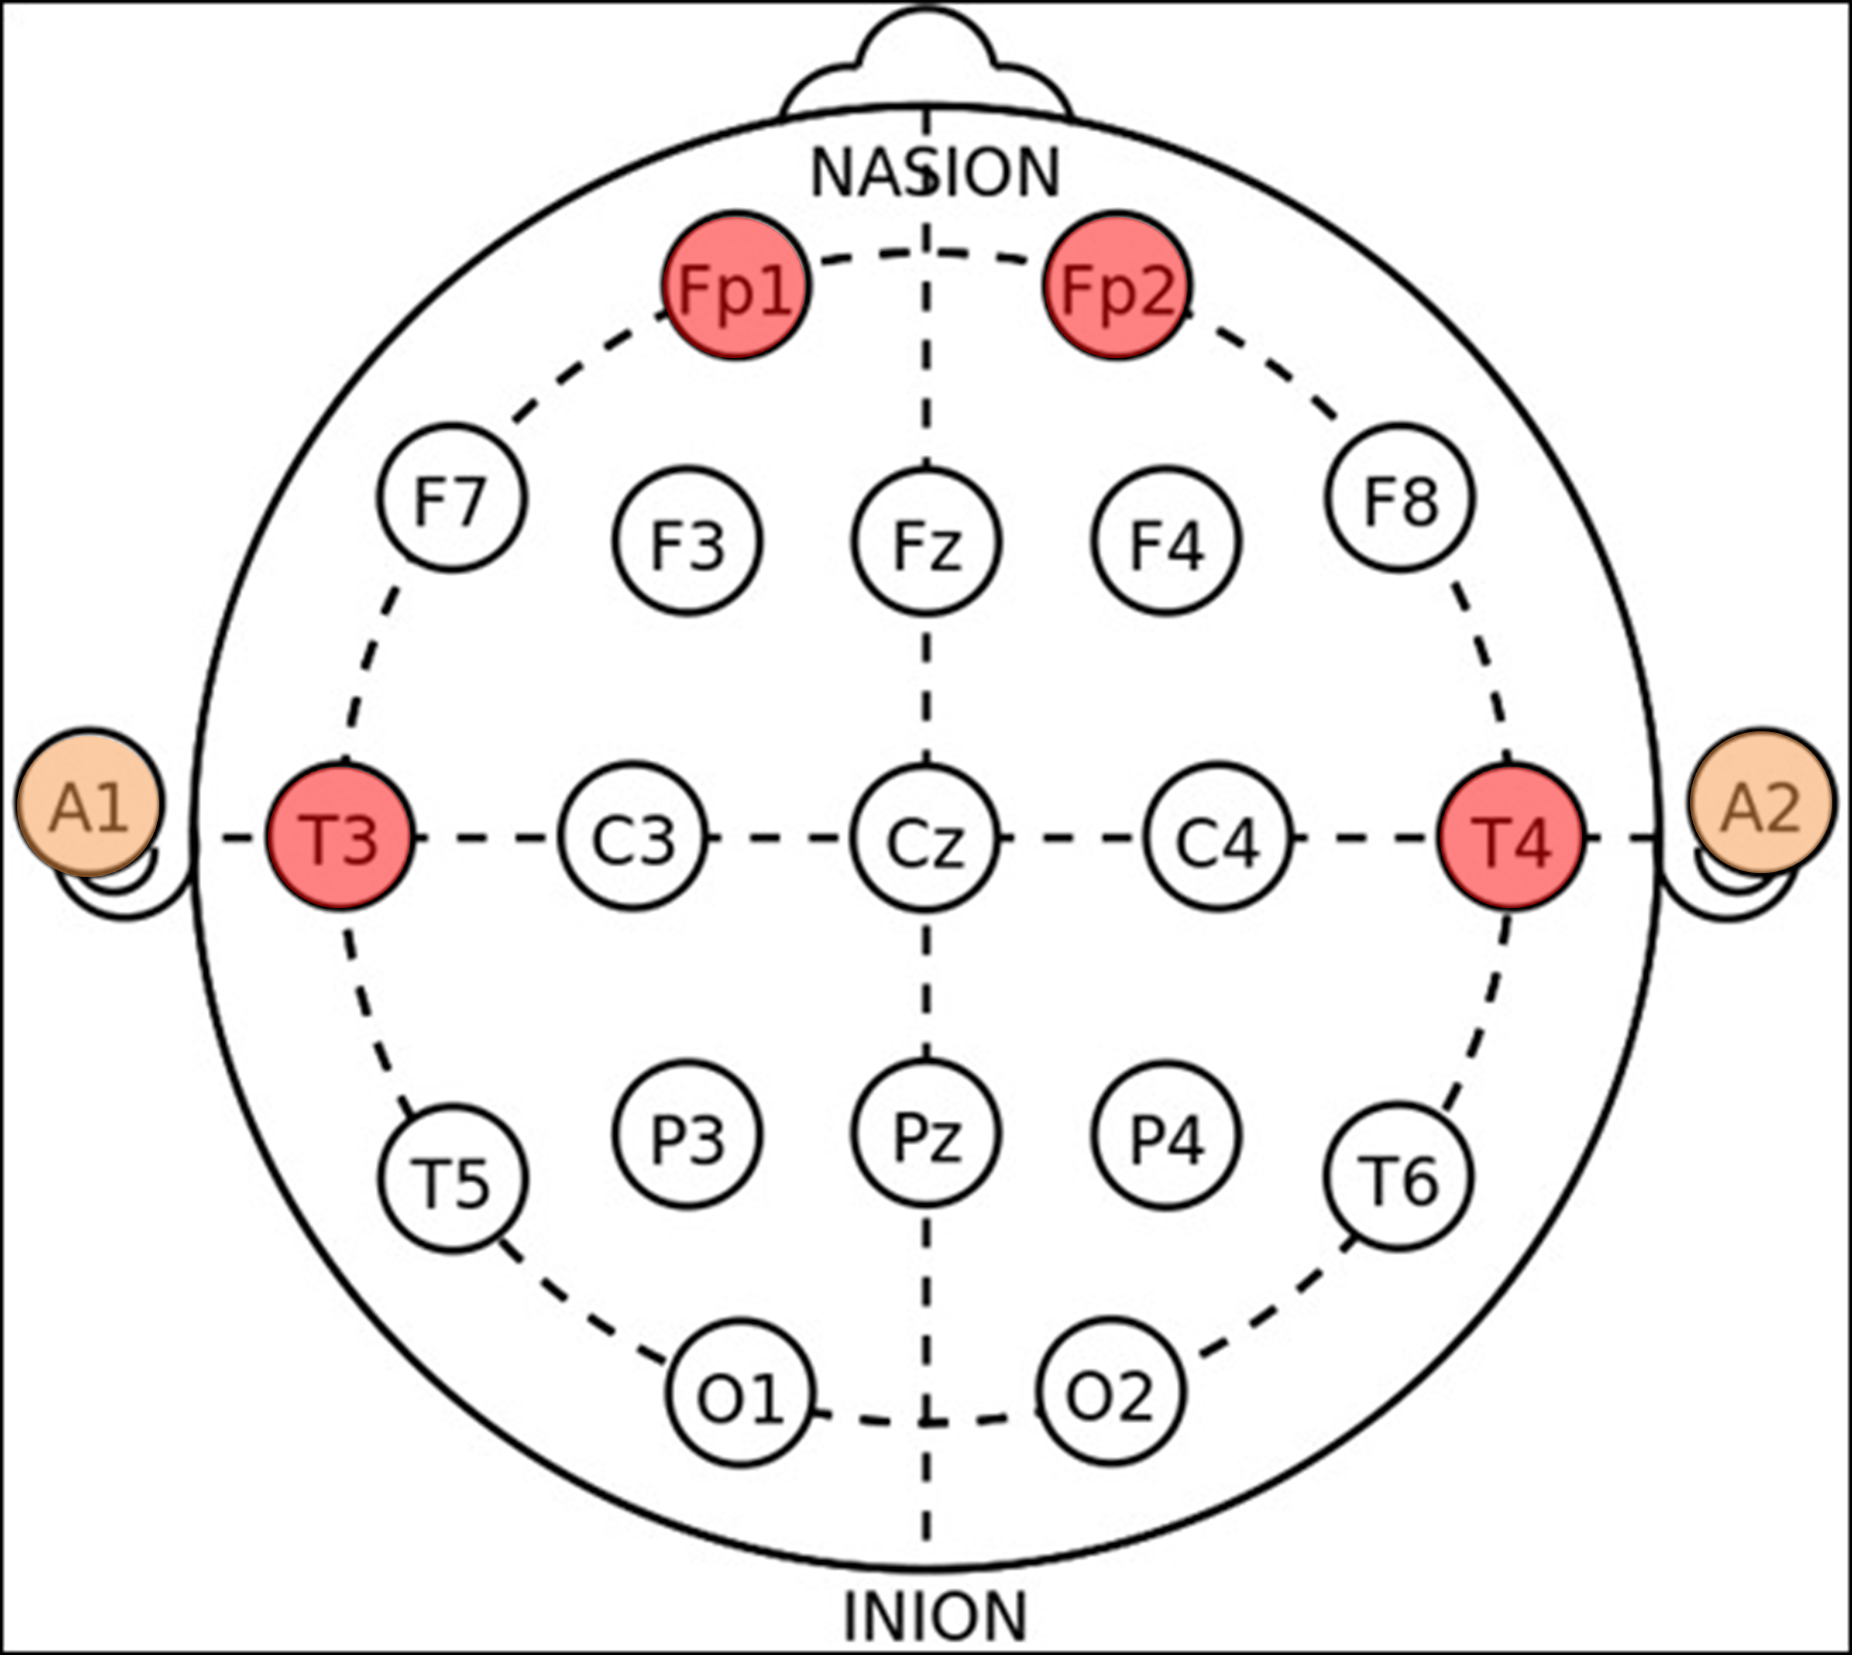 NASION
Fp1 Fp2
F7 F3 Fz F4 F8
A1 T3 C3 Cz C4 T4 A2
T5 P3 Pz P4 T6
O1 O2
INION